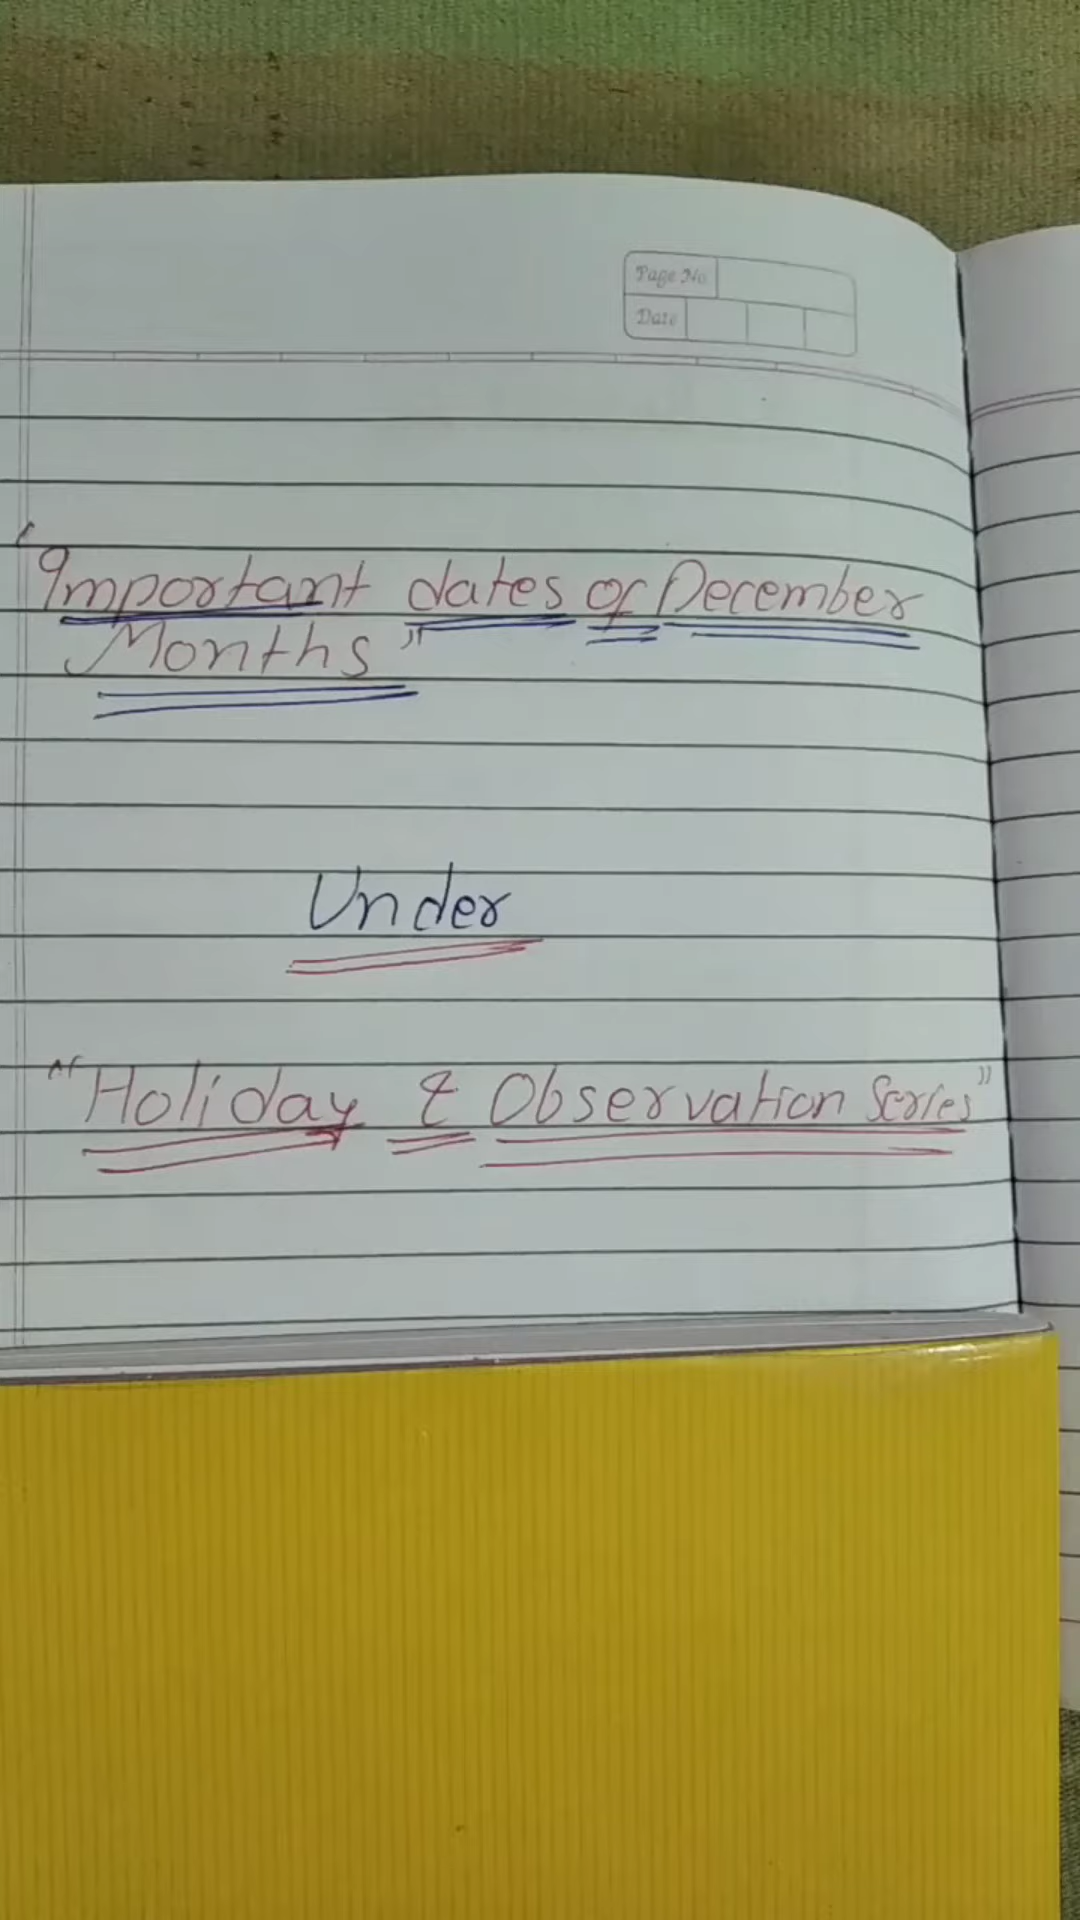 Page No
Date
"Important dates of December
Months"
Under
"Holiday & Observation Series"